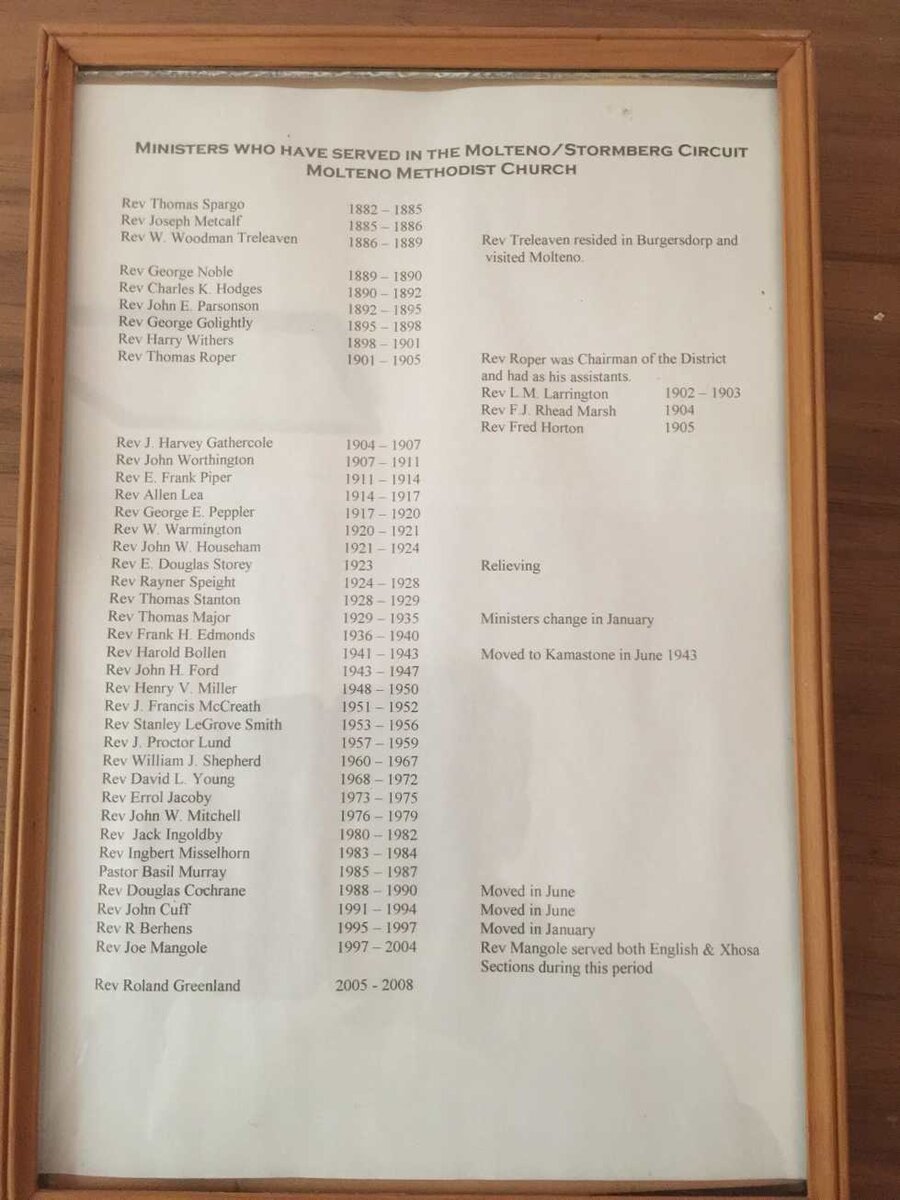 MINISTERS WHO HAVE SERVED IN THE MOLTENO/STORMBERG CIRCUIT
MOLTENO METHODIST CHURCH
Rev Thomas Spargo 1882 – 1885
Rev Joseph Metcalf 1885 – 1886
Rev W. Woodman Treleaven 1886 – 1889 Rev Treleaven resided in Burgersdorp and
visited Molteno.
Rev George Noble 1889 – 1890
Rev Charles K. Hodges 1890 – 1892
Rev John E. Parsonson 1892 – 1895
Rev George Golightly 1895 – 1898
Rev Harry Withers 1898 – 1901
Rev Thomas Roper 1901 – 1905 Rev Roper was Chairman of the District
and had as his assistants.
Rev L.M. Larrington 1902 – 1903
Rev F.J. Rhead Marsh 1904
Rev Fred Horton 1905
Rev J. Harvey Gathercole 1904 – 1907
Rev John Worthington 1907 – 1911
Rev E. Frank Piper 1911 – 1914
Rev Allen Lea 1914 – 1917
Rev George E. Peppler 1917 – 1920
Rev W. Warmington 1920 – 1921
Rev John W. Househam 1921 – 1924
Rev E. Douglas Storey 1923 Relieving
Rev Rayner Speight 1924 – 1928
Rev Thomas Stanton 1928 – 1929
Rev Thomas Major 1929 – 1935 Ministers change in January
Rev Frank H. Edmonds 1936 – 1940
Rev Harold Bollen 1941 – 1943 Moved to Kamastone in June 1943
Rev John H. Ford 1943 – 1947
Rev Henry V. Miller 1948 – 1950
Rev J. Francis McCreath 1951 – 1952
Rev Stanley LeGrove Smith 1953 – 1956
Rev J. Proctor Lund 1957 – 1959
Rev William J. Shepherd 1960 – 1967
Rev David L. Young 1968 – 1972
Rev Errol Jacoby 1973 – 1975
Rev John W. Mitchell 1976 – 1979
Rev Jack Ingoldby 1980 – 1982
Rev Ingbert Misselhorn 1983 – 1984
Pastor Basil Murray 1985 – 1987
Rev Douglas Cochrane 1988 – 1990 Moved in June
Rev John Cuff 1991 – 1994 Moved in June
Rev R Berhens 1995 – 1997 Moved in January
Rev Joe Mangole 1997 – 2004 Rev Mangole served both English & Xhosa
Sections during this period
Rev Roland Greenland 2005 - 2008